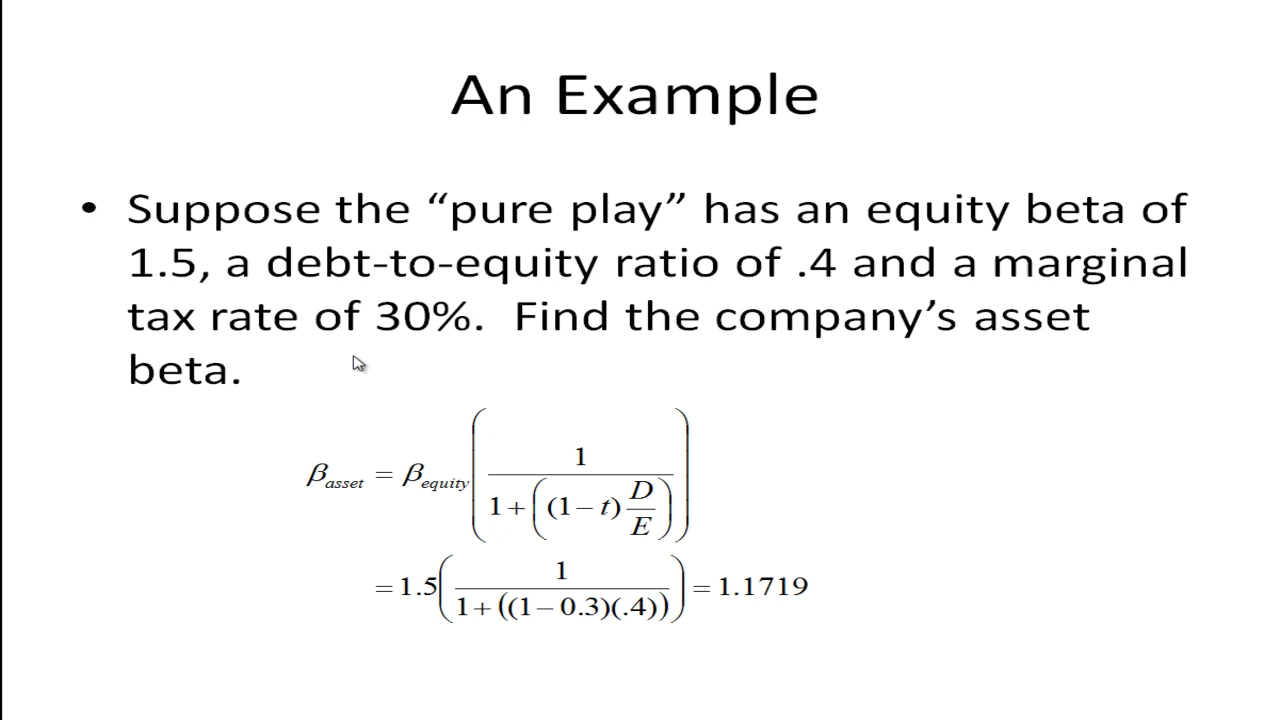 An Example
• Suppose the “pure play” has an equity beta of
1.5, a debt-to-equity ratio of .4 and a marginal
tax rate of 30%.  Find the company’s asset
beta.
β_asset = β_equity ( 1 / ( 1 + ( (1 − t) D/E ) ) )
= 1.5 ( 1 / ( 1 + ((1 − 0.3)(.4)) ) ) = 1.1719